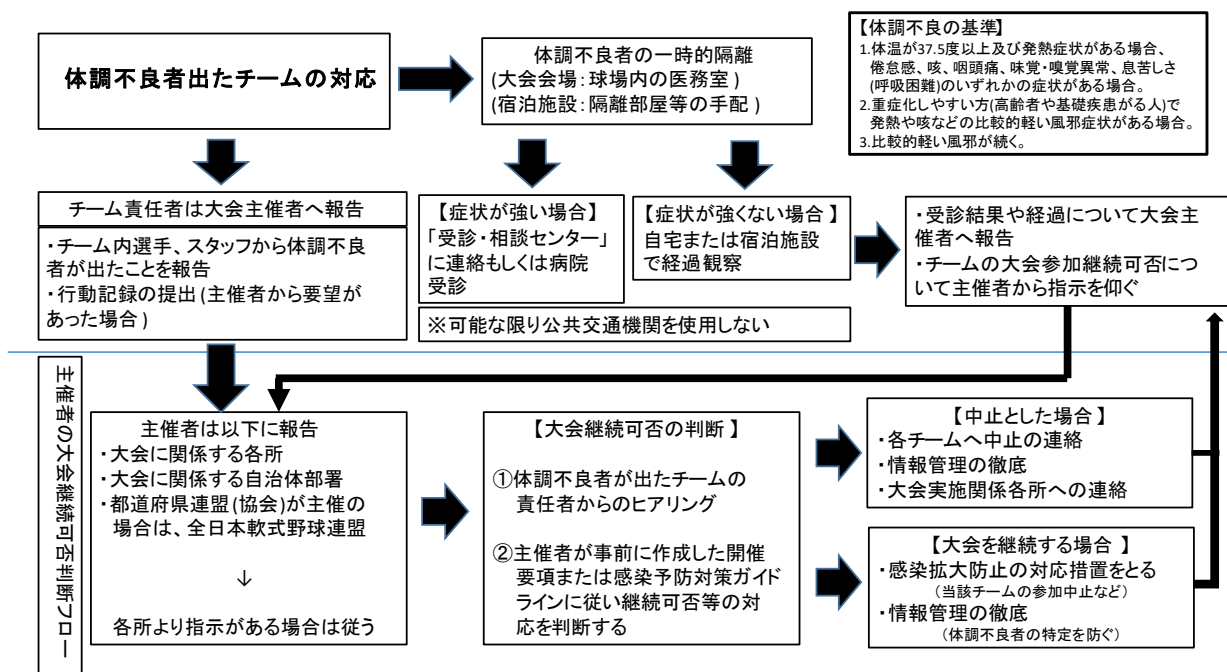 体調不良者出たチームの対応
体調不良者の一時的隔離
(大会会場：球場内の医務室)
(宿泊施設：隔離部屋等の手配)
【体調不良の基準】
1.体温が37.5度以上及び発熱症状がある場合、
倦怠感、咳、咽頭痛、味覚・嗅覚異常、息苦しさ
(呼吸困難)のいずれかの症状がある場合。
2.重症化しやすい方(高齢者や基礎疾患がる人)で
発熱や咳などの比較的軽い風邪症状がある場合。
3.比較的軽い風邪が続く。
チーム責任者は大会主催者へ報告
・チーム内選手、スタッフから体調不良
者が出たことを報告
・行動記録の提出(主催者から要望が
あった場合)
【症状が強い場合】
「受診・相談センター」
に連絡もしくは病院
受診
【症状が強くない場合】
自宅または宿泊施設
で経過観察
※可能な限り公共交通機関を使用しない
・受診結果や経過について大会主
催者へ報告
・チームの大会参加継続可否につ
いて主催者から指示を仰ぐ
主催者の大会継続可否判断フロー
主催者は以下に報告
・大会に関係する各所
・大会に関係する自治体部署
・都道府県連盟(協会)が主催の
場合は、全日本軟式野球連盟
↓
各所より指示がある場合は従う
【大会継続可否の判断】
①体調不良者が出たチームの
責任者からのヒアリング
②主催者が事前に作成した開催
要項または感染予防対策ガイド
ラインに従い継続可否等の対
応を判断する
【中止とした場合】
・各チームへ中止の連絡
・情報管理の徹底
・大会実施関係各所への連絡
【大会を継続する場合】
・感染拡大防止の対応措置をとる
(当該チームの参加中止など)
・情報管理の徹底
(体調不良者の特定を防ぐ)